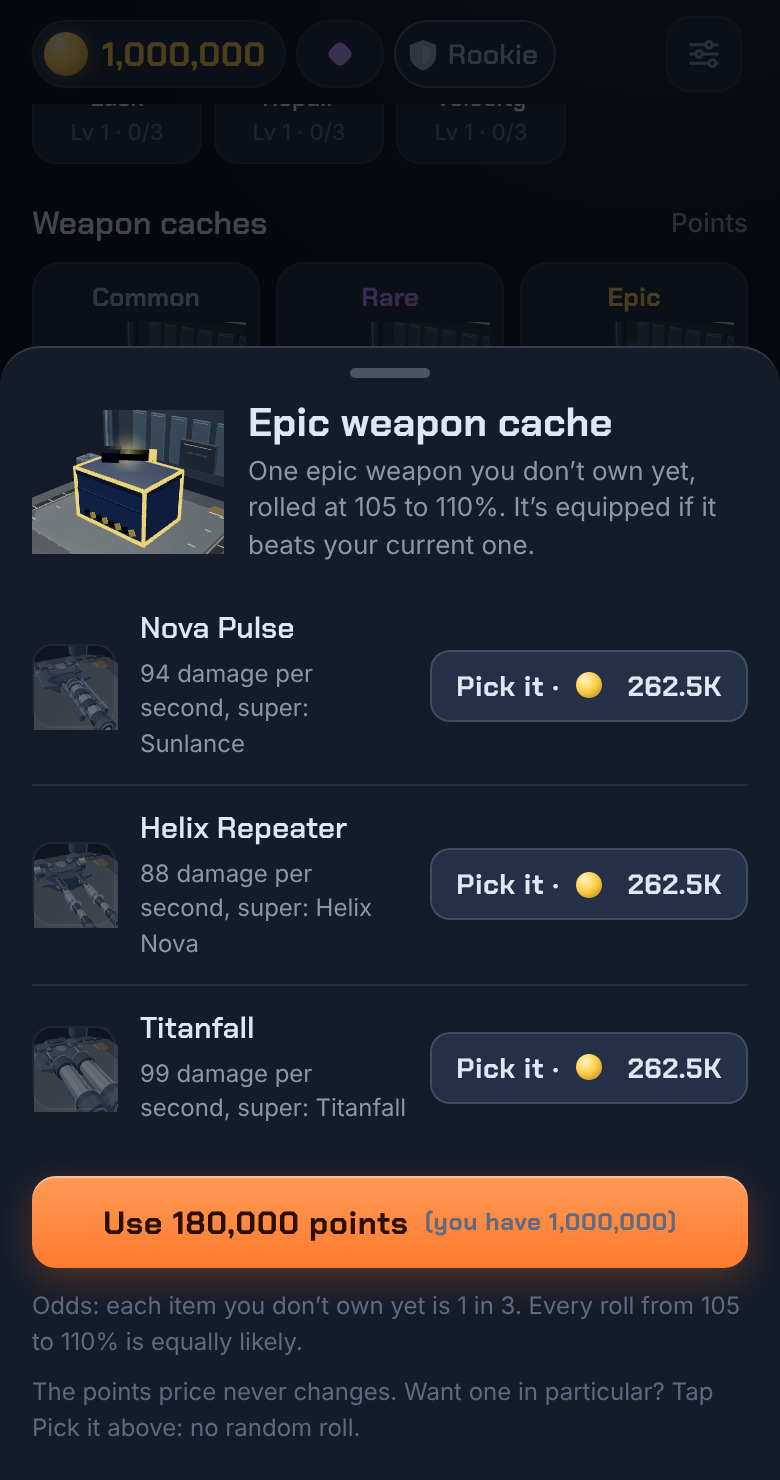 1,000,000
Rookie
Luck
Repair
Velocity
Lv 1 · 0/3
Lv 1 · 0/3
Lv 1 · 0/3
Weapon caches
Points
Common
Rare
Epic
Epic weapon cache
One epic weapon you don’t own yet,
rolled at 105 to 110%. It’s equipped if it
beats your current one.
Nova Pulse
94 damage per
second, super:
Sunlance
Pick it · 262.5K
Helix Repeater
88 damage per
second, super: Helix
Nova
Pick it · 262.5K
Titanfall
99 damage per
second, super: Titanfall
Pick it · 262.5K
Use 180,000 points (you have 1,000,000)
Odds: each item you don’t own yet is 1 in 3. Every roll from 105
to 110% is equally likely.
The points price never changes. Want one in particular? Tap
Pick it above: no random roll.